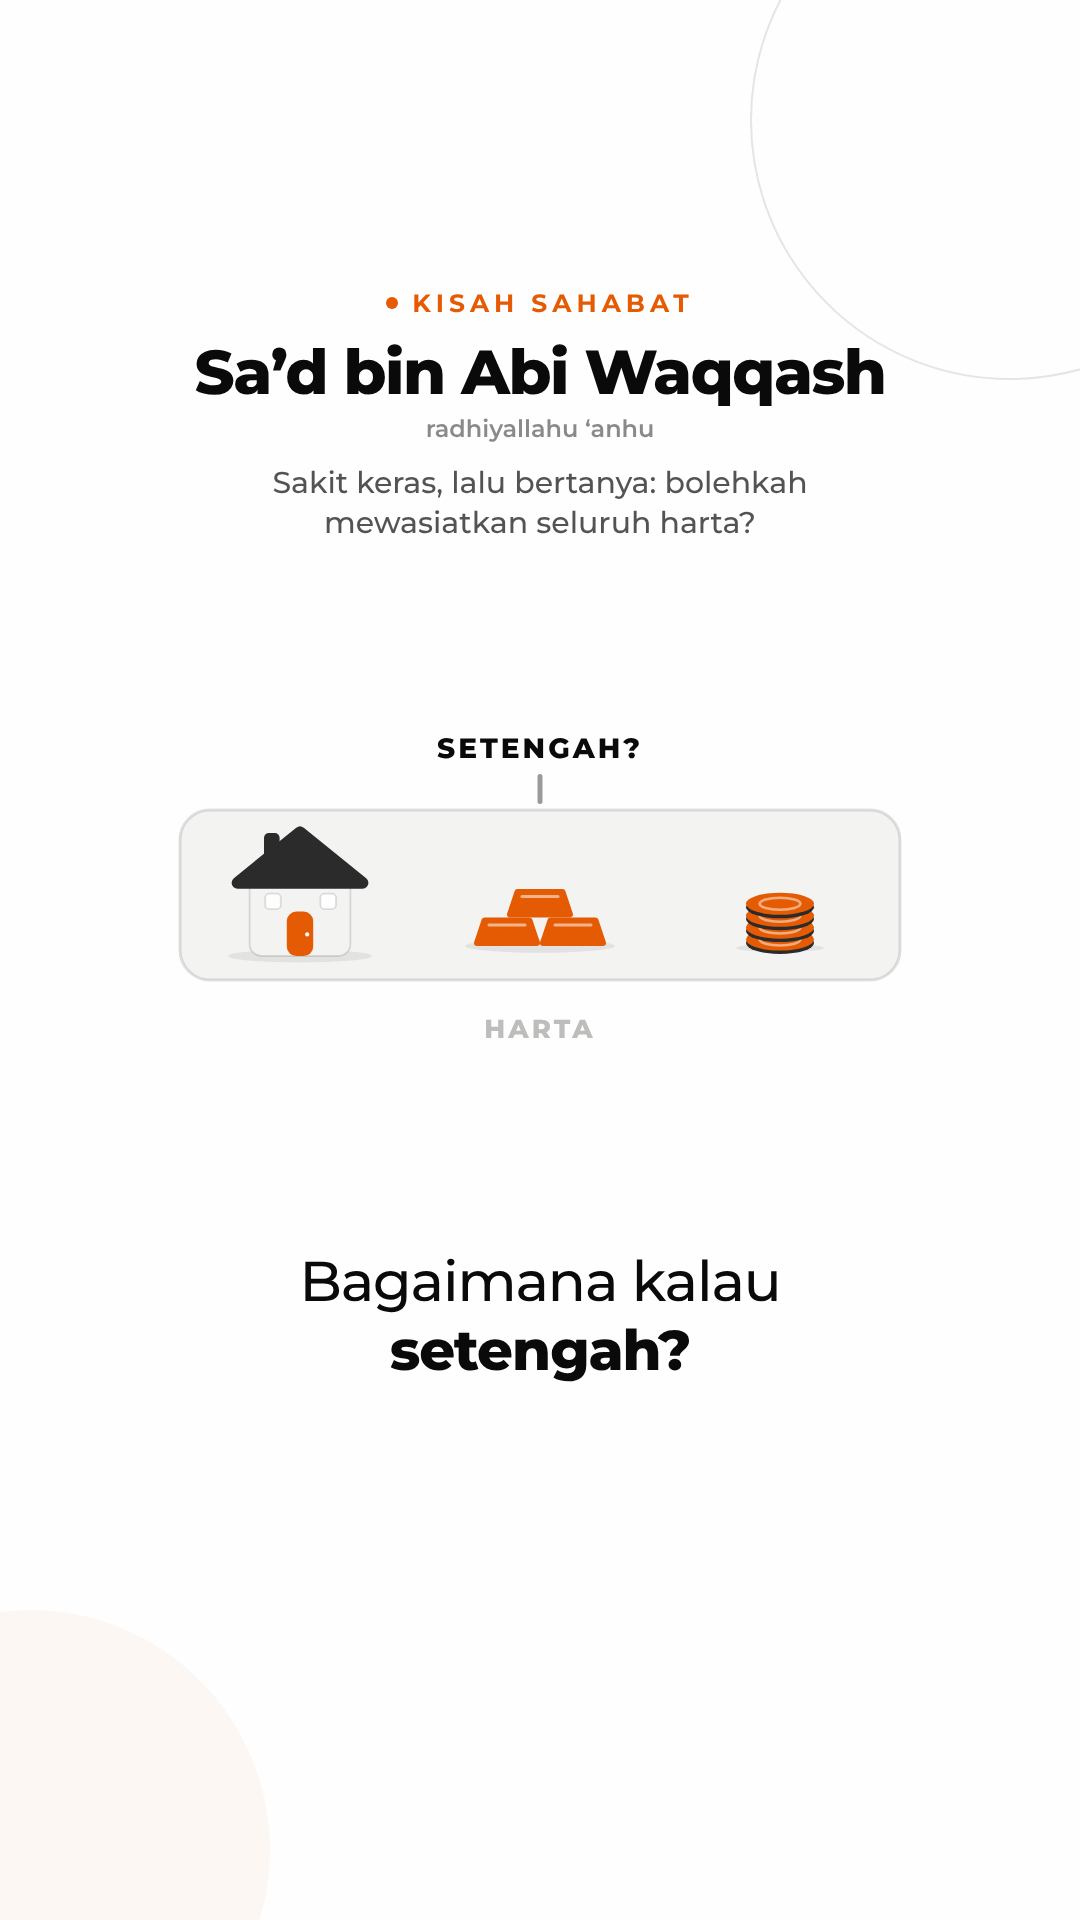 KISAH SAHABAT
Sa’d bin Abi Waqqash
radhiyallahu ‘anhu
Sakit keras, lalu bertanya: bolehkah
mewasiatkan seluruh harta?
SETENGAH?
HARTA
Bagaimana kalau
setengah?